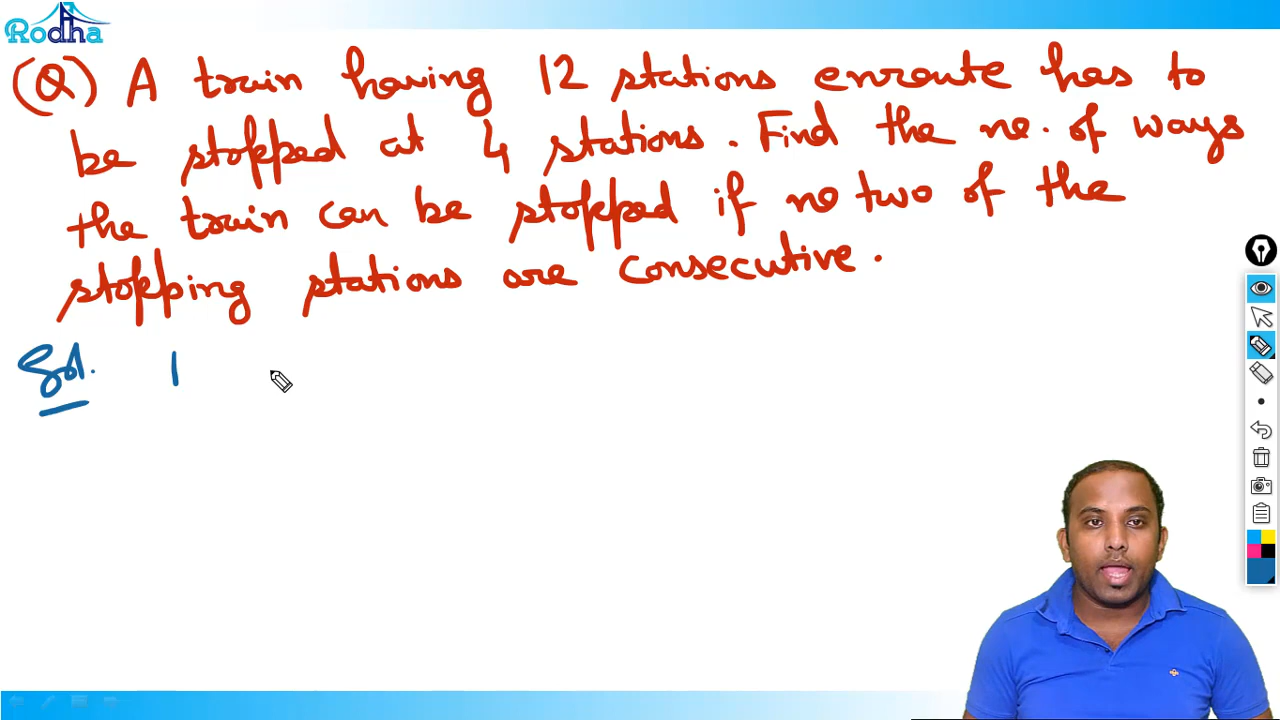 Rodha
(Q) A train having 12 stations enroute has to
be stopped at 4 stations. Find the no. of ways
the train can be stopped if no two of the
stopping stations are consecutive.
Sol. 1